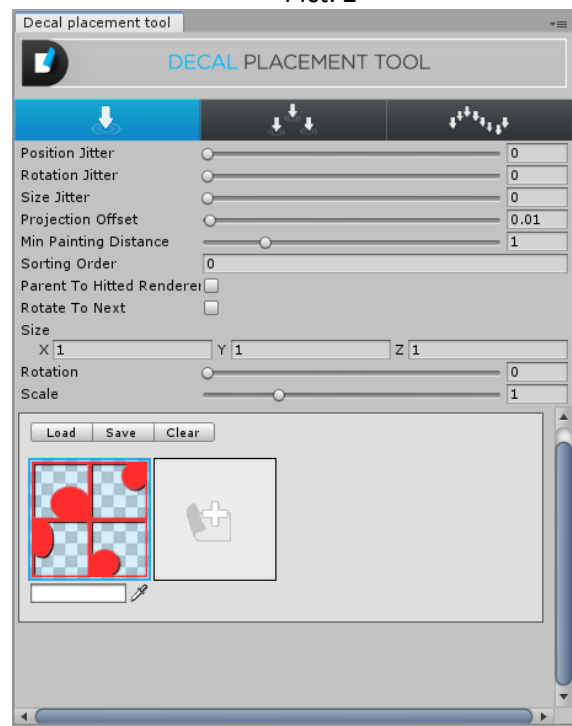 Decal placement tool
DECAL PLACEMENT TOOL
Position Jitter 0
Rotation Jitter 0
Size Jitter 0
Projection Offset 0.01
Min Painting Distance 1
Sorting Order 0
Parent To Hitted Renderer
Rotate To Next
Size
X 1 Y 1 Z 1
Rotation 0
Scale 1
Load Save Clear